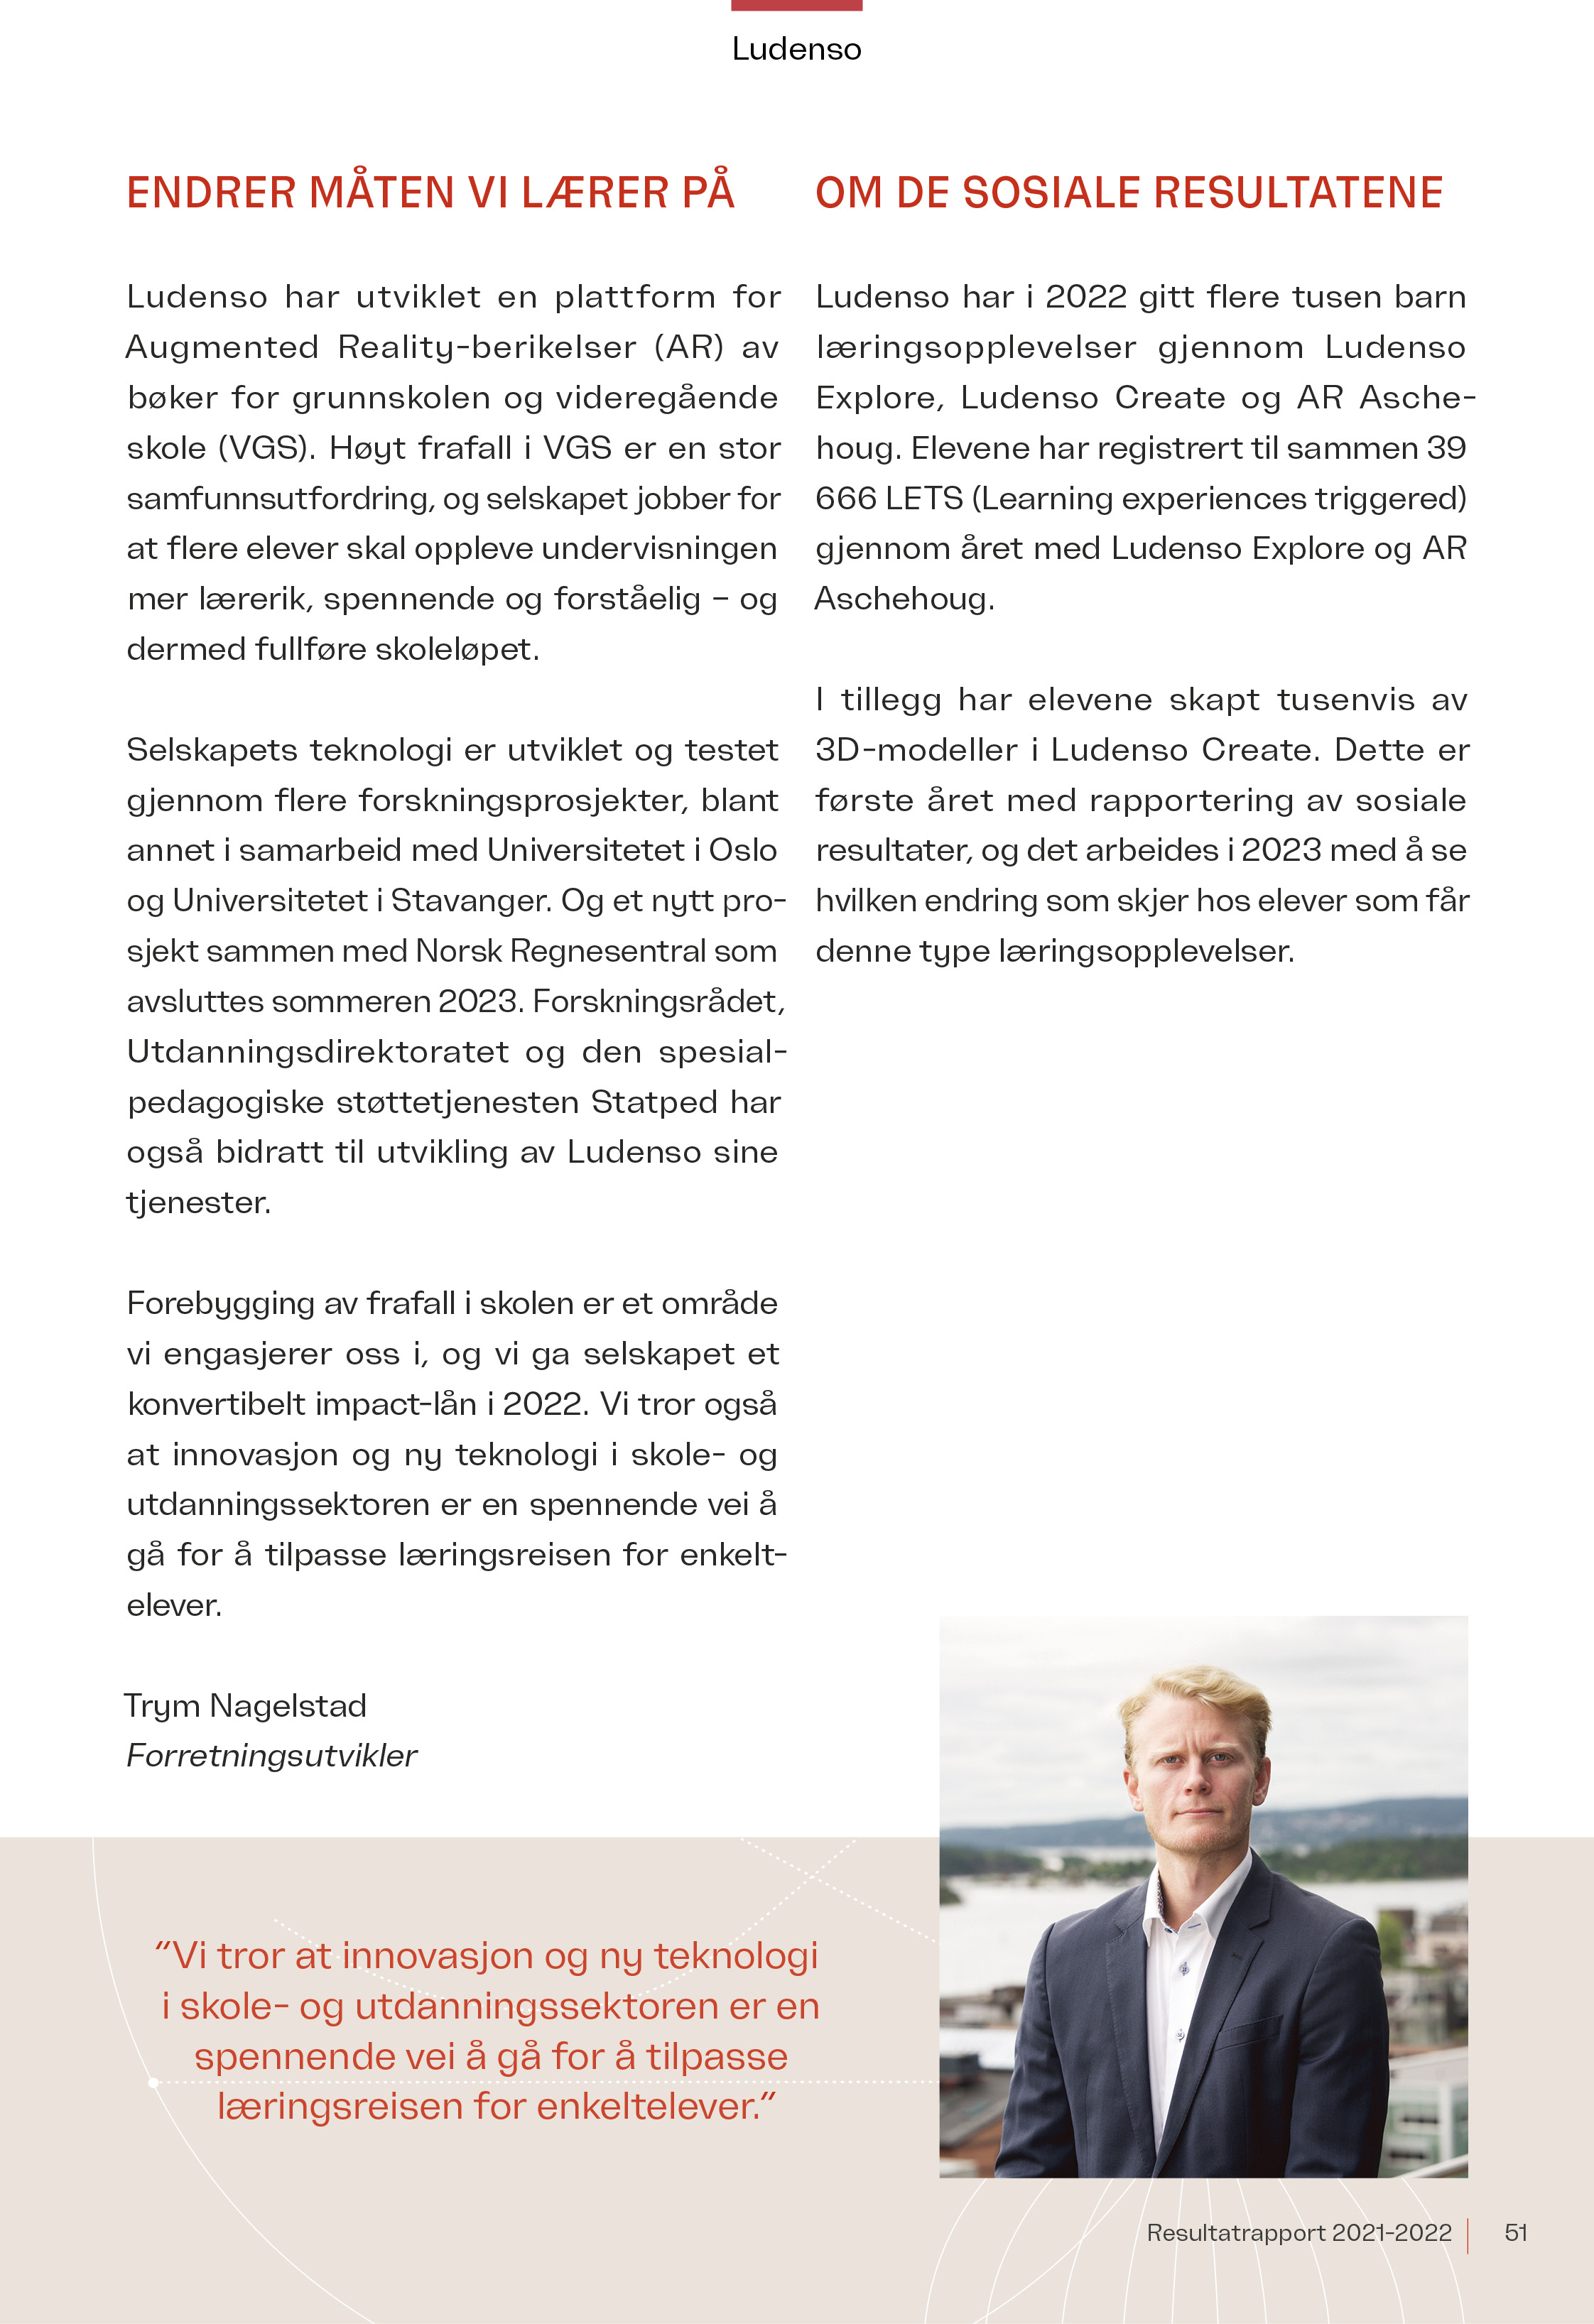 Ludenso
ENDRER MÅTEN VI LÆRER PÅ
Ludenso har utviklet en plattform for
Augmented Reality-berikelser (AR) av
bøker for grunnskolen og videregående
skole (VGS). Høyt frafall i VGS er en stor
samfunnsutfordring, og selskapet jobber for
at flere elever skal oppleve undervisningen
mer lærerik, spennende og forståelig – og
dermed fullføre skoleløpet.
Selskapets teknologi er utviklet og testet
gjennom flere forskningsprosjekter, blant
annet i samarbeid med Universitetet i Oslo
og Universitetet i Stavanger. Og et nytt pro-
sjekt sammen med Norsk Regnesentral som
avsluttes sommeren 2023. Forskningsrådet,
Utdanningsdirektoratet og den spesial-
pedagogiske støttetjenesten Statped har
også bidratt til utvikling av Ludenso sine
tjenester.
Forebygging av frafall i skolen er et område
vi engasjerer oss i, og vi ga selskapet et
konvertibelt impact-lån i 2022. Vi tror også
at innovasjon og ny teknologi i skole- og
utdanningssektoren er en spennende vei å
gå for å tilpasse læringsreisen for enkelt-
elever.
Trym Nagelstad
Forretningsutvikler
OM DE SOSIALE RESULTATENE
Ludenso har i 2022 gitt flere tusen barn
læringsopplevelser gjennom Ludenso
Explore, Ludenso Create og AR Asche-
houg. Elevene har registrert til sammen 39
666 LETS (Learning experiences triggered)
gjennom året med Ludenso Explore og AR
Aschehoug.
I tillegg har elevene skapt tusenvis av
3D-modeller i Ludenso Create. Dette er
første året med rapportering av sosiale
resultater, og det arbeides i 2023 med å se
hvilken endring som skjer hos elever som får
denne type læringsopplevelser.
“Vi tror at innovasjon og ny teknologi
i skole- og utdanningssektoren er en
spennende vei å gå for å tilpasse
læringsreisen for enkeltelever.”
Resultatrapport 2021-2022
51